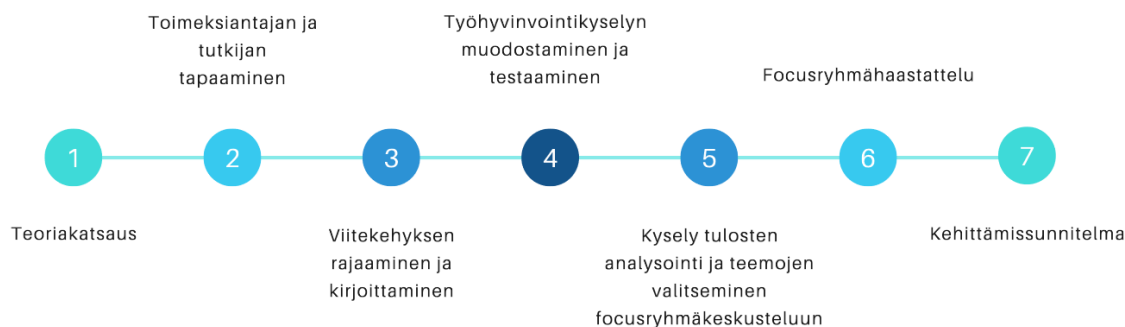 Toimeksiantajan ja
tutkijan
tapaaminen
Työhyvinvointikyselyn
muodostaminen ja
testaaminen
Focusryhmähaastattelu
1
2
3
4
5
6
7
Teoriakatsaus
Viitekehyksen
rajaaminen ja
kirjoittaminen
Kysely tulosten
analysointi ja teemojen
valitseminen
focusryhmäkeskusteluun
Kehittämissunnitelma